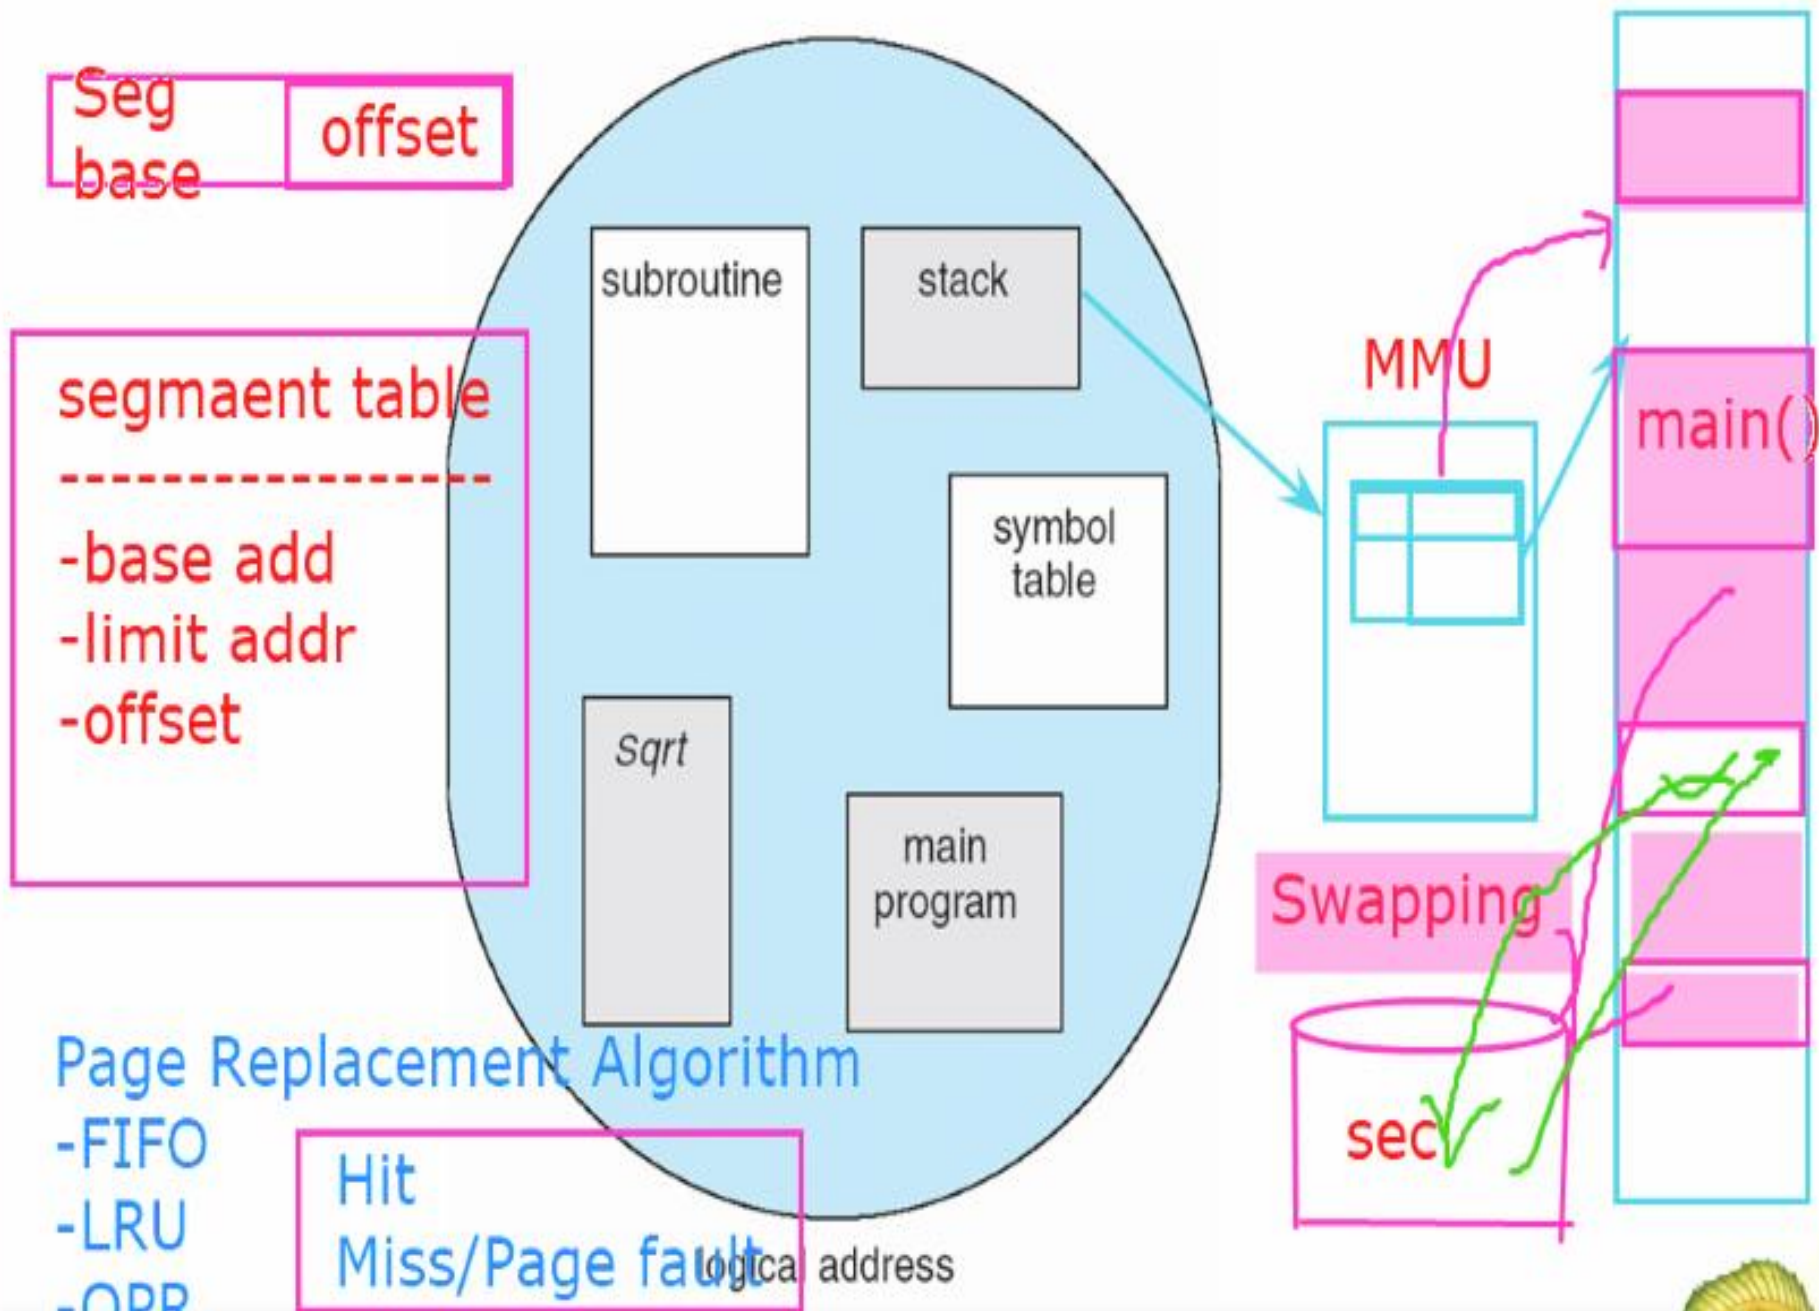 Seg
base
offset
segmaent table
-----------------
-base add
-limit addr
-offset
subroutine
stack
symbol
table
Sqrt
main
program
MMU
main()
Swapping
sec
Page Replacement Algorithm
-FIFO
-LRU
-OPR
Hit
Miss/Page fault
logical address